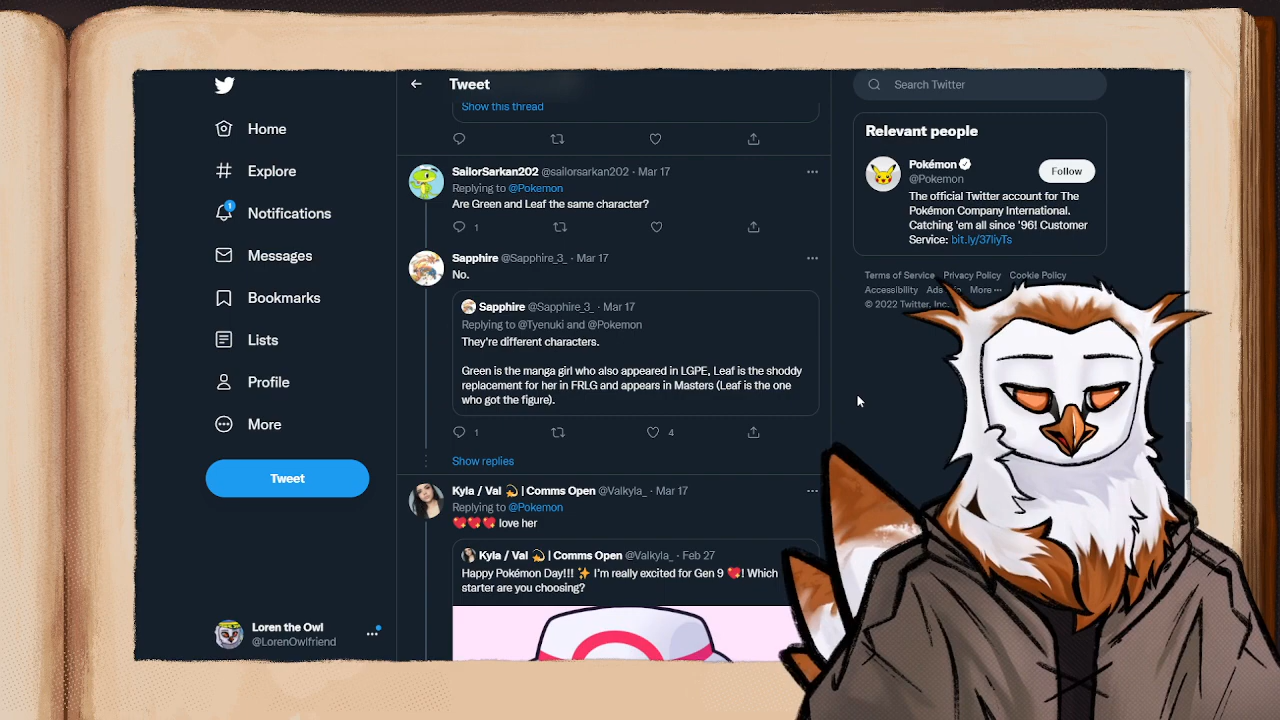 Home
Explore
1
Notifications
Messages
Bookmarks
Lists
Profile
More
Tweet
Loren the Owl
@LorenOwlfriend
Tweet
Show this thread
SailorSarkan202 @sailorsarkan202 · Mar 17
Replying to @Pokemon
Are Green and Leaf the same character?
1
Sapphire @Sapphire_3_ · Mar 17
No.
Sapphire @Sapphire_3_ · Mar 17
Replying to @Tyenuki and @Pokemon
They're different characters.
Green is the manga girl who also appeared in LGPE, Leaf is the shoddy
replacement for her in FRLG and appears in Masters (Leaf is the one
who got the figure).
1 4
Show replies
Kyla / Val 💫 | Comms Open @Valkyla_ · Mar 17
Replying to @Pokemon
💖💖💖 love her
Kyla / Val 💫 | Comms Open @Valkyla_ · Feb 27
Happy Pokémon Day!!! ✨ I'm really excited for Gen 9 💖! Which
starter are you choosing?
Search Twitter
Relevant people
Pokémon
@Pokemon
Follow
The official Twitter account for The
Pokémon Company International.
Catching 'em all since '96! Customer
Service: bit.ly/37liyTs
Terms of Service Privacy Policy Cookie Policy
Accessibility Ads More ···
© 2022 Twitter, Inc.